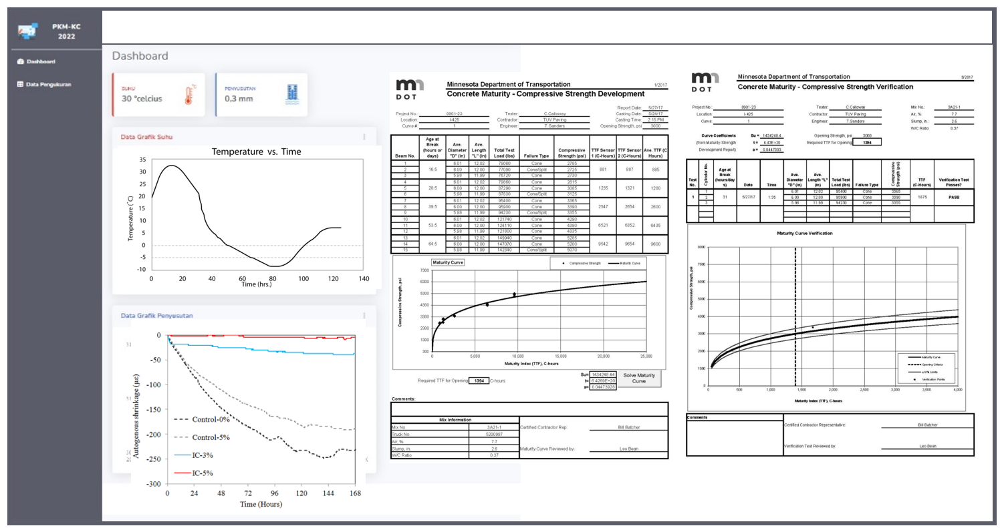 PKM-KC
2022
Dashboard
Data Pengukuran
Dashboard
SUHU
30 °celcius
°C
PENYUSUTAN
0,3 mm
Data Grafik Suhu
Temperature vs. Time
Temperature (°C)
35
30
25
20
15
10
5
0
-5
-10
0 20 40 60 80 100 120 140
Time (hrs.)
Data Grafik Penyusutan
Autogenous shrinkage (με)
0
-50
-100
-150
-200
-250
-300
31
31
Control-0%
Control-5%
IC-3%
IC-5%
0 24 48 72 96 120 144 168
Time (Hours)
mn
DOT
Minnesota Department of Transportation 1/2017
Concrete Maturity - Compressive Strength Development
Report Date: 5/27/17
Project No.: 8901-23 Tester: C.Calloway Casting Date: 5/24/17
Location: I-425 Contractor: TUV Paving Casting Time: 2:15 PM
Curve #: 1 Engineer: T.Sanders Opening Strength, psi 3000
Beam No. Age at Break (hours or days) Ave. Diameter "D" (in) Ave. Length "L" (in) Total Test Load (lbs) Failure Type Compressive Strength (psi) TTF Sensor 1 (C-Hours) TTF Sensor 2 (C-Hours) Ave. TTF (C Hours)
1 6.01 12.02 79060 Cone 2785
2 16.5 6.00 12.00 77090 Cone/Split 2725 881 887 885
3 5.98 11.99 76720 Cone 2730
4 6.01 12.02 79860 Cone 2815
5 28.5 6.00 12.00 87290 Cone 3085 1235 1321 1280
6 5.98 11.99 87830 Cone/Split 3125
7 6.01 12.02 95400 Cone 3365
8 39.5 6.00 12.00 95900 Cone 3390 2547 2654 2600
9 5.98 11.99 94230 Cone/Split 3355
10 6.01 12.02 121740 Cone 4290
11 53.5 6.00 12.00 124110 Cone 4390 6521 6352 6435
12 5.98 11.99 121800 Cone 4335
13 6.01 12.02 149940 Cone 5285
14 64.5 6.00 12.00 147070 Cone 5200 9542 9654 9600
15 5.98 11.99 142340 Cone/Split 5070
Maturity Curve
Compressive Strength Maturity Curve
Compressive Strength, psi
7300
6300
5300
4300
3300
2300
1300
300
0 5,000 10,000 15,000 20,000 25,000
Maturity Index (TTF), C-hours
Required TTF for Opening 1394 C-hours
Su= 1434248.44
t= 6.4269E+20
a= 0.04473928
Solve Maturity Curve
Comments:
Mix Information
Mix No. 3A21-1
Truck No. 5200987
Air, % 7.7
Slump, in. 2.6
W/C Ratio 0.37
Certified Contractor Rep: Bill Batcher
Maturity Curve Reviewed by: Leo Bean
mn
DOT
Minnesota Department of Transportation 5/2017
Concrete Maturity - Compressive Strength Verification
Project No.: 8901-23 Tester: C.Calloway Mix No.: 3A21-1
Location: I-425 Contractor: TUV Paving Air, %: 7.7
Curve: 1 Engineer: T.Sanders Slump, in.: 2.6
W/C Ratio 0.37
Curve Coefficients Su = 1434248.4 Opening Strength, psi 3000
(from Maturity-Strength t = 6.43E+20 Required TTF for Opening 1394
Development Report) a = 0.0447393
Test No. Cylinder No. Age at Break (hours/days) Date Time Ave. Diameter "D" (in) Ave. Length "L" (in) Total Test Load (lbs) Failure Type Compressive Strength (psi) TTF (C-Hours) Verification Test Passes?
1 6.01 12.02 95400 Cone 3365
1 2 31 5/27/17 1:35 6.00 12.00 95900 Cone 3390 1675 PASS
3 5.98 11.99 94230 Cone 3355
Maturity Curve Verification
Compressive Strength, psi
8000
7000
6000
5000
4000
3000
2000
1000
0
0 500 1,000 1,500 2,000 2,500 3,000 3,500 4,000
Maturity Index (TTF), C-hours
Maturity Curve
Opening Criteria
Verification Points
Comments
Certified Contractor Representative: Bill Batcher
Verification Test Reviewed by: Leo Bean